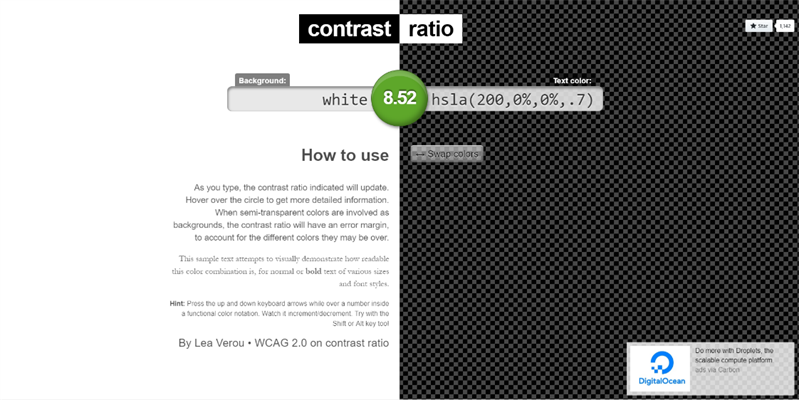 contrast ratio
Star 1,142
Background:
Text color:
white
8.52
hsla(200,0%,0%,.7)
How to use
← Swap colors
As you type, the contrast ratio indicated will update.
Hover over the circle to get more detailed information.
When semi-transparent colors are involved as
backgrounds, the contrast ratio will have an error margin,
to account for the different colors they may be over.
This sample text attempts to visually demonstrate how readable
this color combination is, for normal or bold text of various sizes
and font styles.
Hint: Press the up and down keyboard arrows while over a number inside
a functional color notation. Watch it increment/decrement. Try with the
Shift or Alt key too!
By Lea Verou • WCAG 2.0 on contrast ratio
DigitalOcean
Do more with Droplets, the
scalable compute platform
ads via Carbon